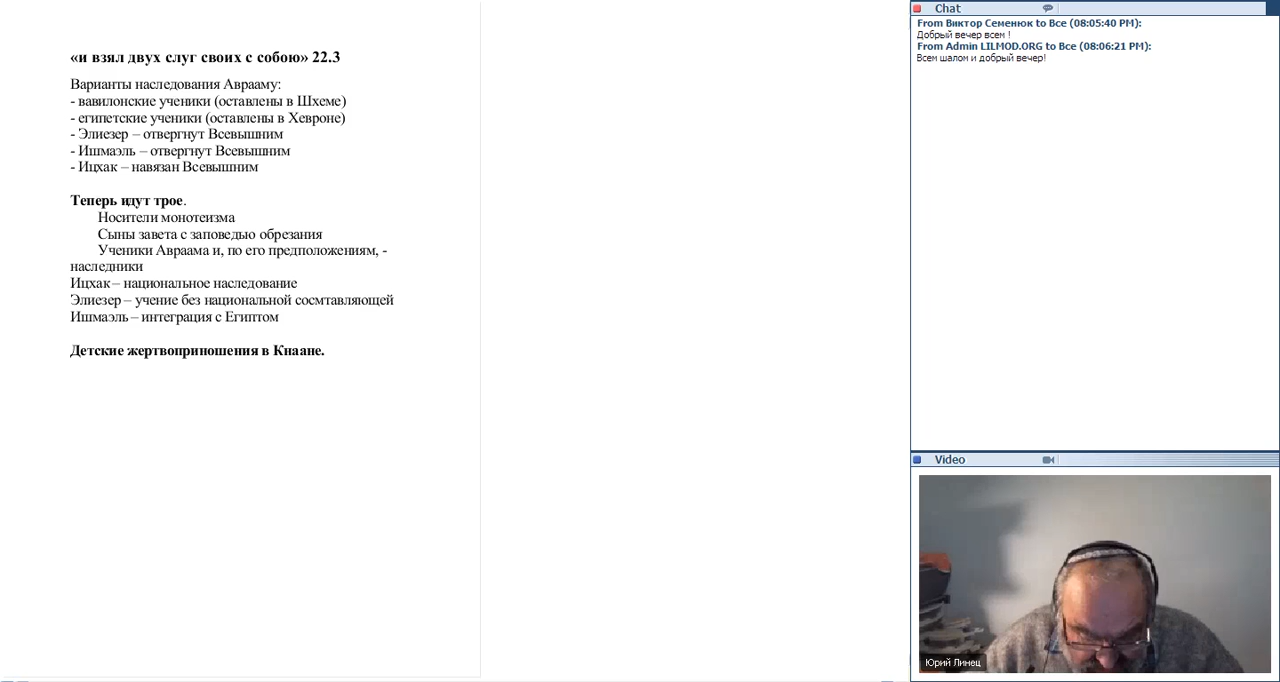 «и взял двух слуг своих с собою» 22.3
Варианты наследования Аврааму:
- вавилонские ученики (оставлены в Шхеме)
- египетские ученики (оставлены в Хевроне)
- Элиезер – отвергнут Всевышним
- Ишмаэль – отвергнут Всевышним
- Ицхак – навязан Всевышним
Теперь идут трое.
Носители монотеизма
Сыны завета с заповедью обрезания
Ученики Авраама и, по его предположениям, -
наследники
Ицхак – национальное наследование
Элиезер – учение без национальной сосмтавляющей
Ишмаэль – интеграция с Египтом
Детские жертвоприношения в Кнаане.
Chat
From Виктор Семенюк to Все (08:05:40 PM):
Добрый вечер всем !
From Admin LILMOD.ORG to Все (08:06:21 PM):
Всем шалом и добрый вечер!
Video
Юрий Линец